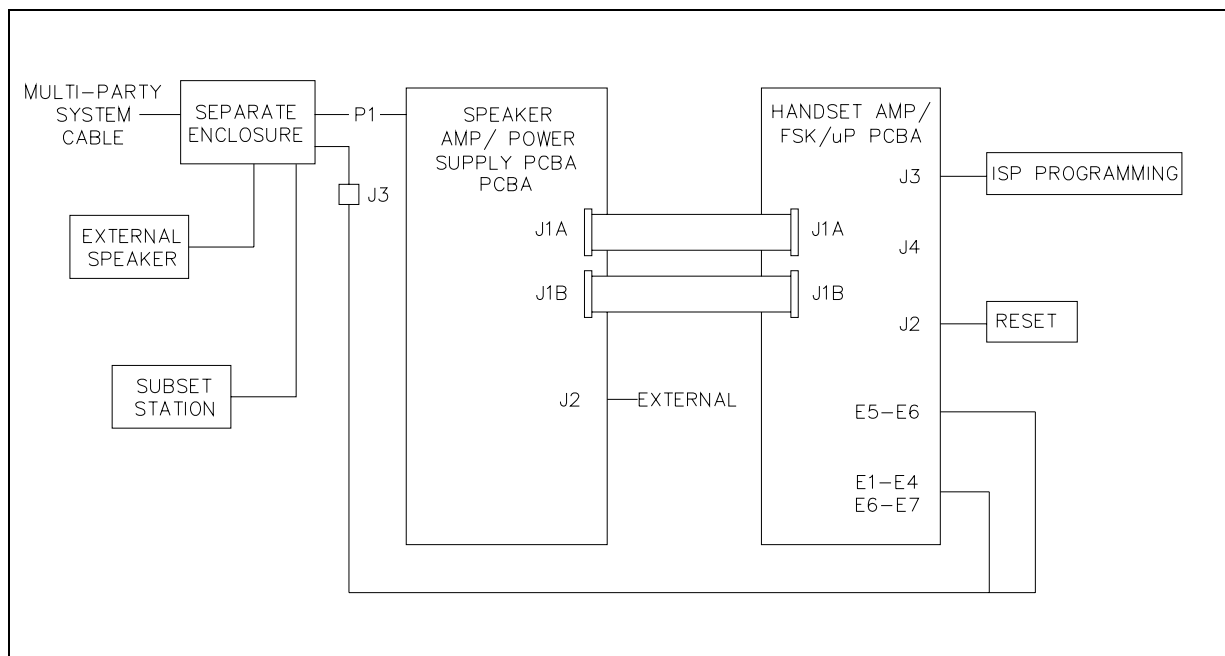 MULTI-PARTY
SYSTEM
CABLE
SEPARATE
ENCLOSURE
P1
J3
EXTERNAL
SPEAKER
SUBSET
STATION
SPEAKER
AMP/ POWER
SUPPLY PCBA
PCBA
J1A
J1B
J2
EXTERNAL
HANDSET AMP/
FSK/uP PCBA
J3
ISP PROGRAMMING
J1A
J4
J1B
J2
RESET
E5-E6
E1-E4
E6-E7